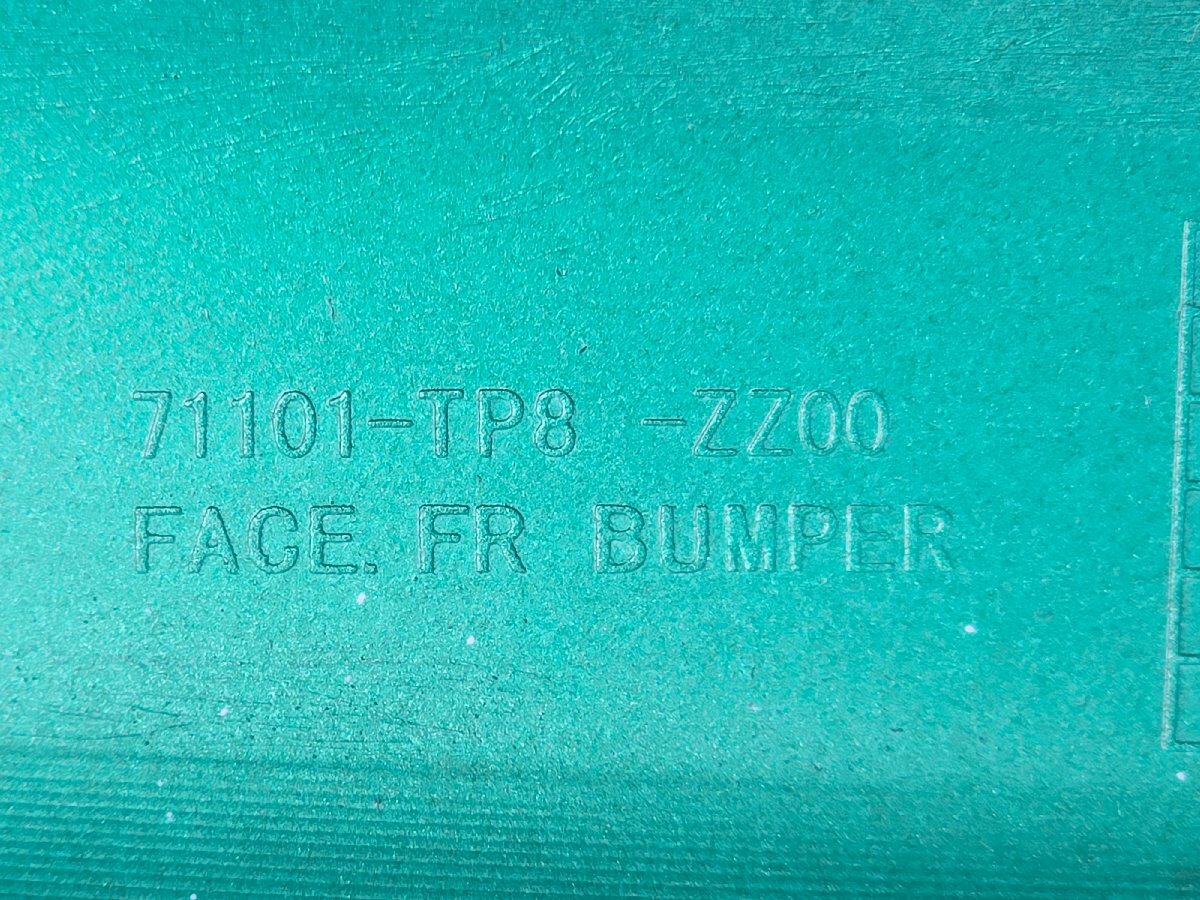 71101-TP8 -ZZ00
FACE. FR BUMPER